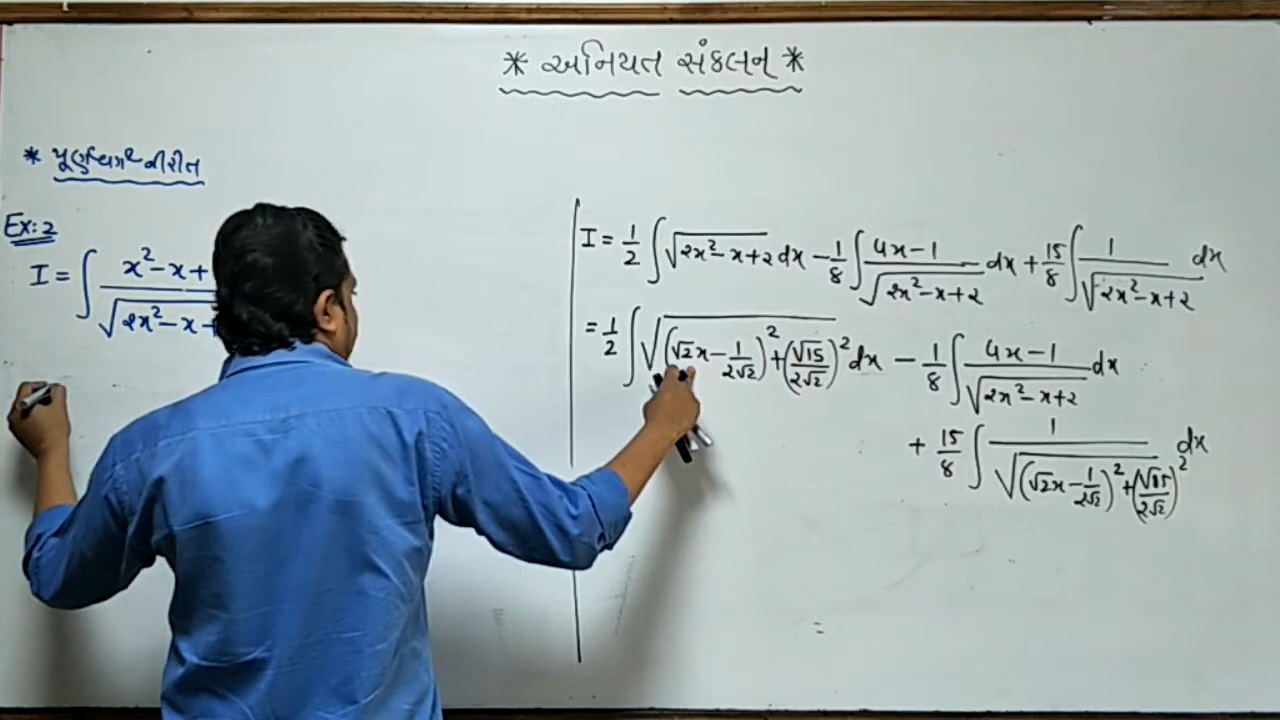 * અનિયત સંકલન *
* પૂર્ણવર્ગની રીત
Ex:2
I = ∫ x² - x +
√2x² - x +
I = 1/2 ∫ √(2x² - x + 2) dx - 1/8 ∫ (4x - 1)/√(2x² - x + 2) dx + 15/8 ∫ 1/√(2x² - x + 2) dx
= 1/2 ∫ √((√2x - 1/2√2)² + (√15/2√2)²) dx - 1/8 ∫ (4x - 1)/√(2x² - x + 2) dx
+ 15/8 ∫ 1/√((√2x - 1/2√2)² + (√15/2√2)²) dx
=